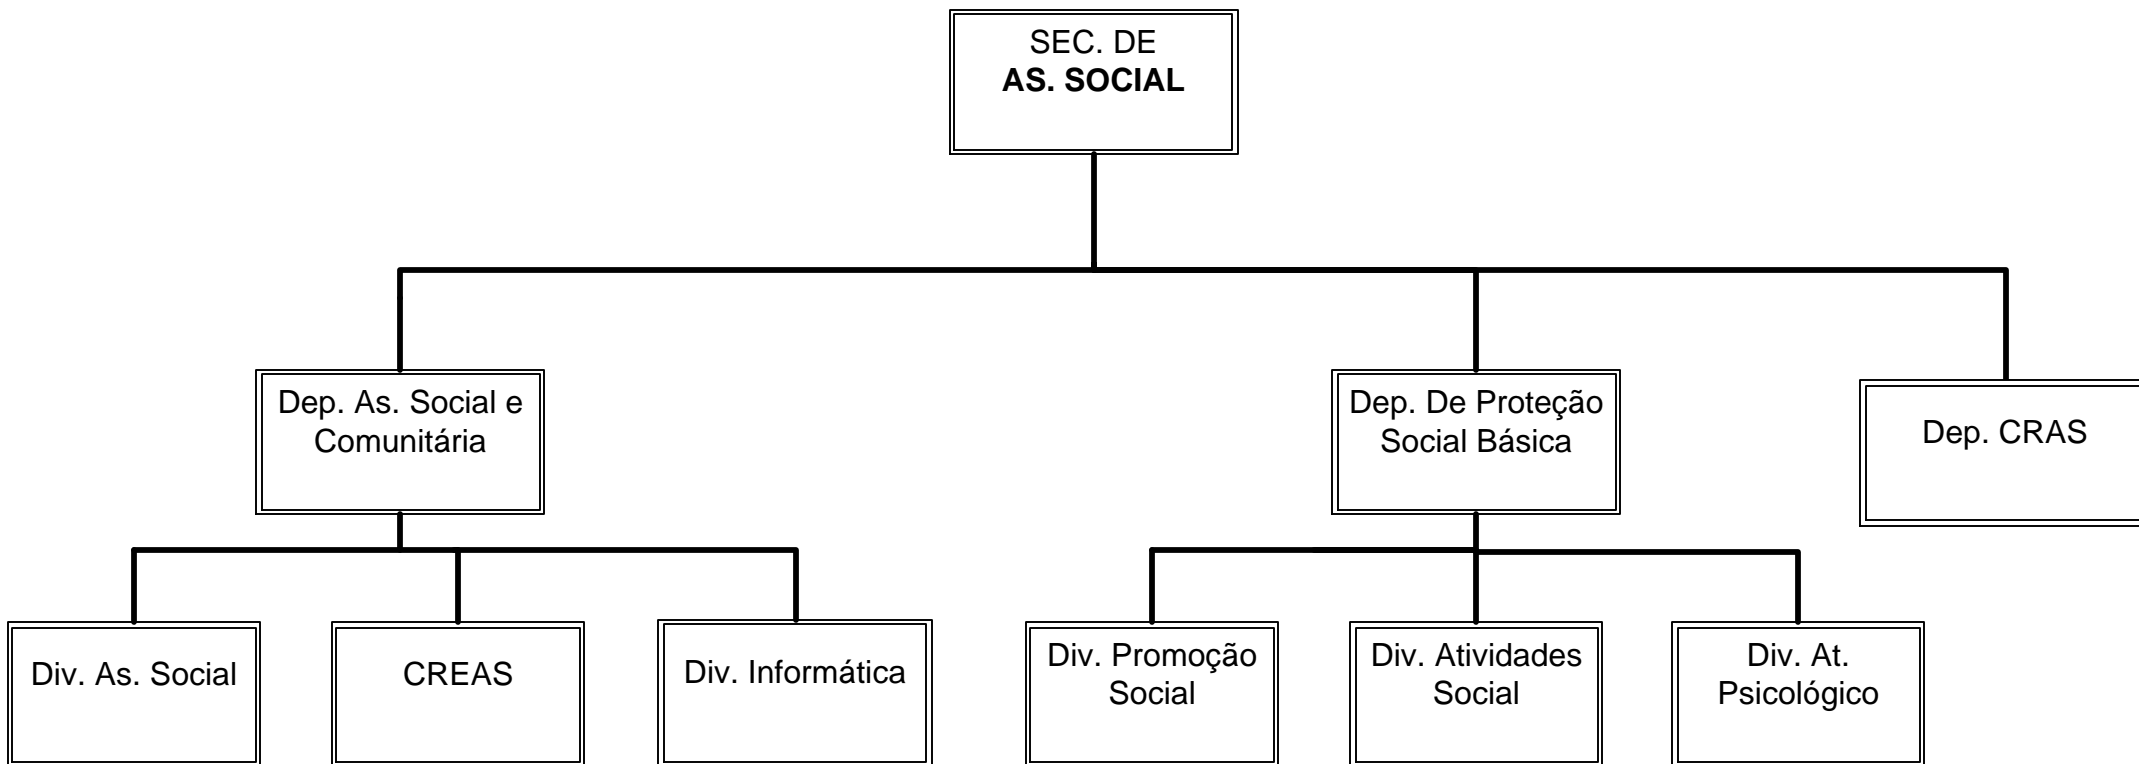 SEC. DE
AS. SOCIAL
Dep. As. Social e
Comunitária
Dep. De Proteção
Social Básica
Dep. CRAS
Div. As. Social
CREAS
Div. Informática
Div. Promoção
Social
Div. Atividades
Social
Div. At.
Psicológico